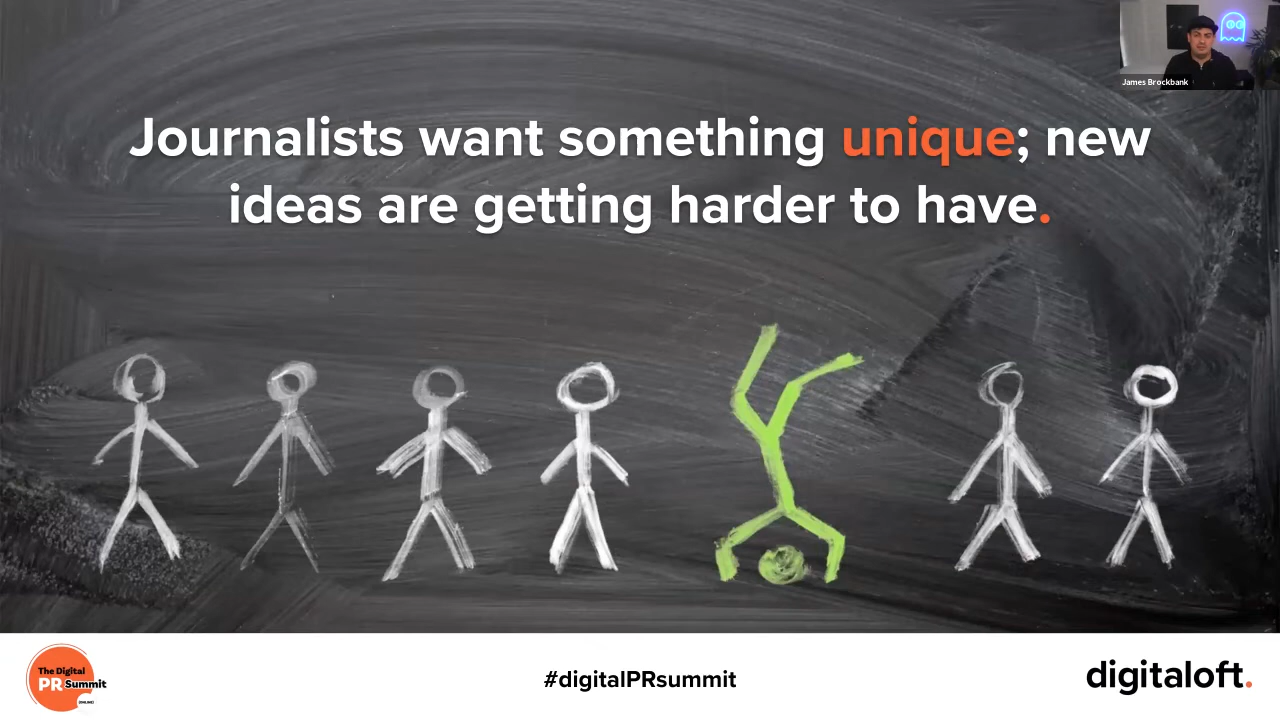 James Brockbank
Journalists want something unique; new
ideas are getting harder to have.
The Digital
PR Summit
(ONLINE)
#digitalPRsummit
digitaloft.